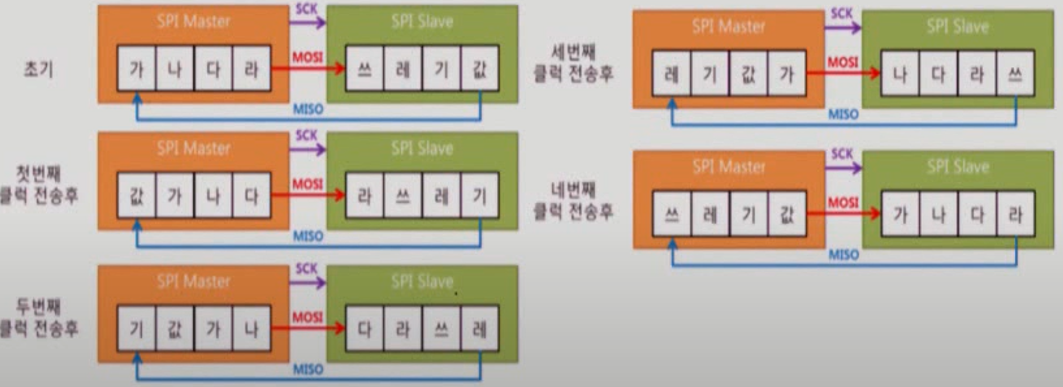 초기
SPI Master
SCK
SPI Slave
가 나 다 라
MOSI
쓰 레 기 값
MISO
첫번째
클럭 전송후
SPI Master
SCK
SPI Slave
값 가 나 다
MOSI
라 쓰 레 기
MISO
두번째
클럭 전송후
SPI Master
SCK
SPI Slave
기 값 가 나
MOSI
다 라 쓰 레
MISO
세번째
클럭 전송후
SPI Master
SCK
SPI Slave
레 기 값 가
MOSI
나 다 라 쓰
MISO
네번째
클럭 전송후
SPI Master
SCK
SPI Slave
쓰 레 기 값
MOSI
가 나 다 라
MISO